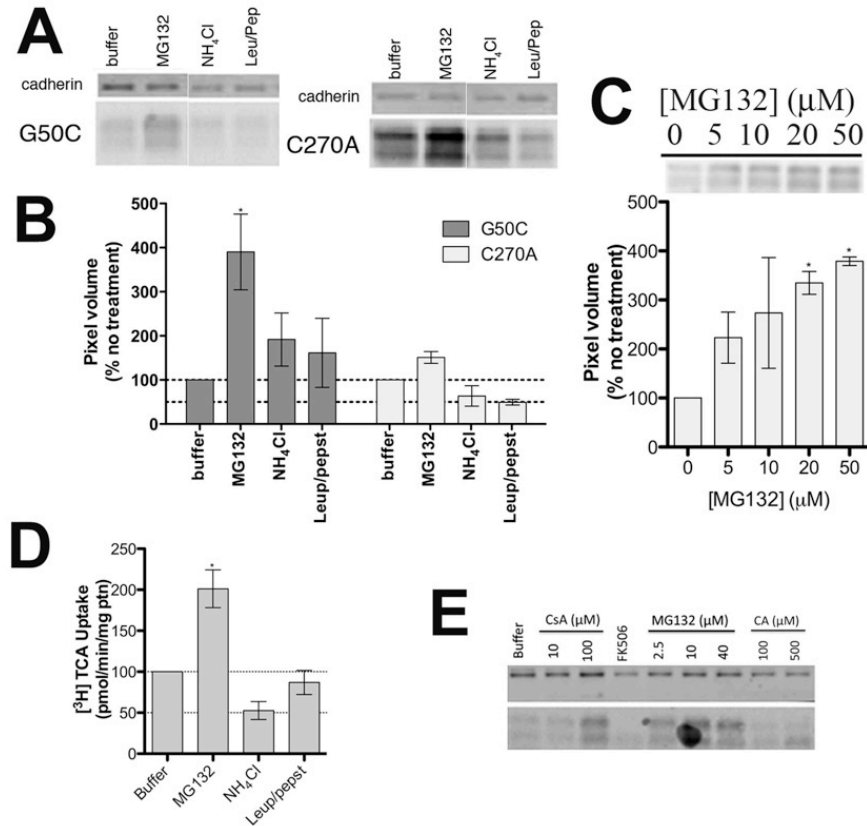 A
buffer
MG132
NH4Cl
Leu/Pep
cadherin
G50C
buffer
MG132
NH4Cl
Leu/Pep
cadherin
C270A
B
500
400
300
200
100
0
Pixel volume
(% no treatment)
*
G50C
C270A
buffer
MG132
NH4Cl
Leup/pepst
buffer
MG132
NH4Cl
Leup/pepst
C
[MG132] (µM)
0 5 10 20 50
500
400
300
200
100
0
Pixel volume
(% no treatment)
* *
0 5 10 20 50
[MG132] (µM)
D
250
200
150
100
50
0
[³H] TCA Uptake
(pmol/min/mg ptn)
*
Buffer
MG132
NH4Cl
Leup/pepst
E
Buffer
CsA (µM)
10
100
FK506
MG132 (µM)
2.5
10
40
CA (µM)
100
500